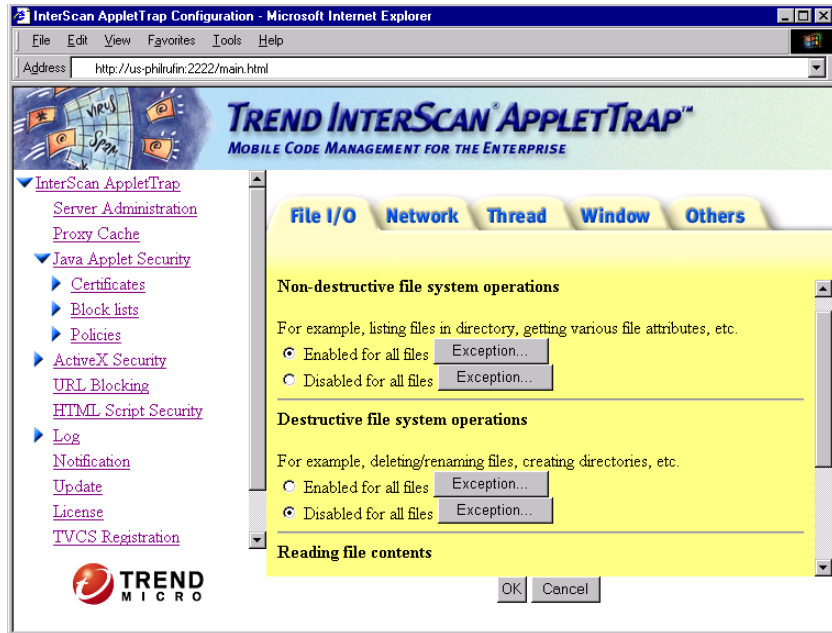 InterScan AppletTrap Configuration - Microsoft Internet Explorer
File Edit View Favorites Tools Help
Address http://us-philrufin:2222/main.html
VIRUS
SPAM
TREND INTERSCAN® APPLETTRAP™
MOBILE CODE MANAGEMENT FOR THE ENTERPRISE
InterScan AppletTrap
Server Administration
Proxy Cache
Java Applet Security
Certificates
Block lists
Policies
ActiveX Security
URL Blocking
HTML Script Security
Log
Notification
Update
License
TVCS Registration
TREND
MICRO
File I/O Network Thread Window Others
Non-destructive file system operations
For example, listing files in directory, getting various file attributes, etc.
Enabled for all files Exception...
Disabled for all files Exception...
Destructive file system operations
For example, deleting/renaming files, creating directories, etc.
Enabled for all files Exception...
Disabled for all files Exception...
Reading file contents
OK Cancel